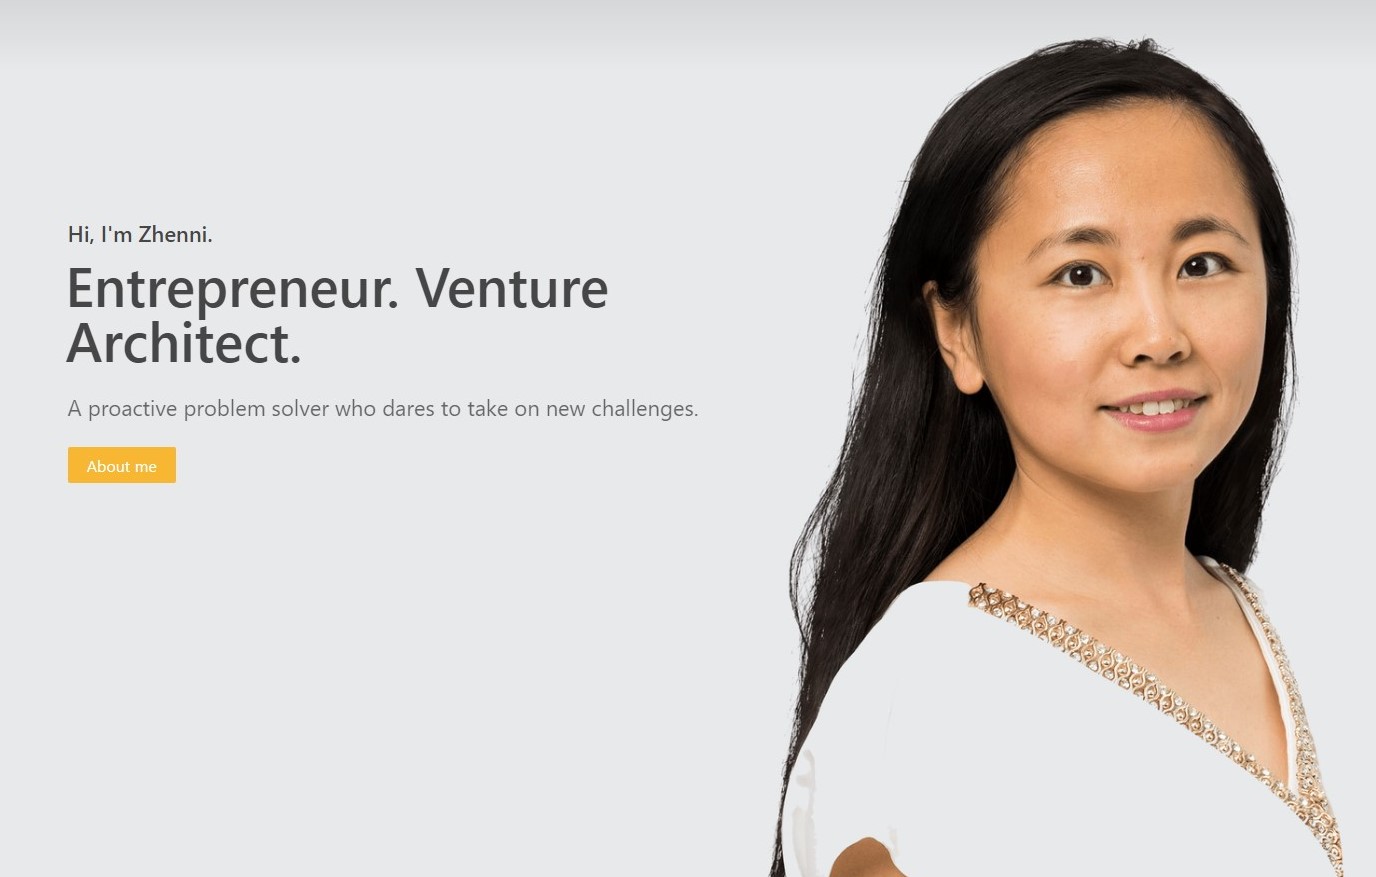 Hi, I'm Zhenni.
Entrepreneur. Venture
Architect.
A proactive problem solver who dares to take on new challenges.
About me